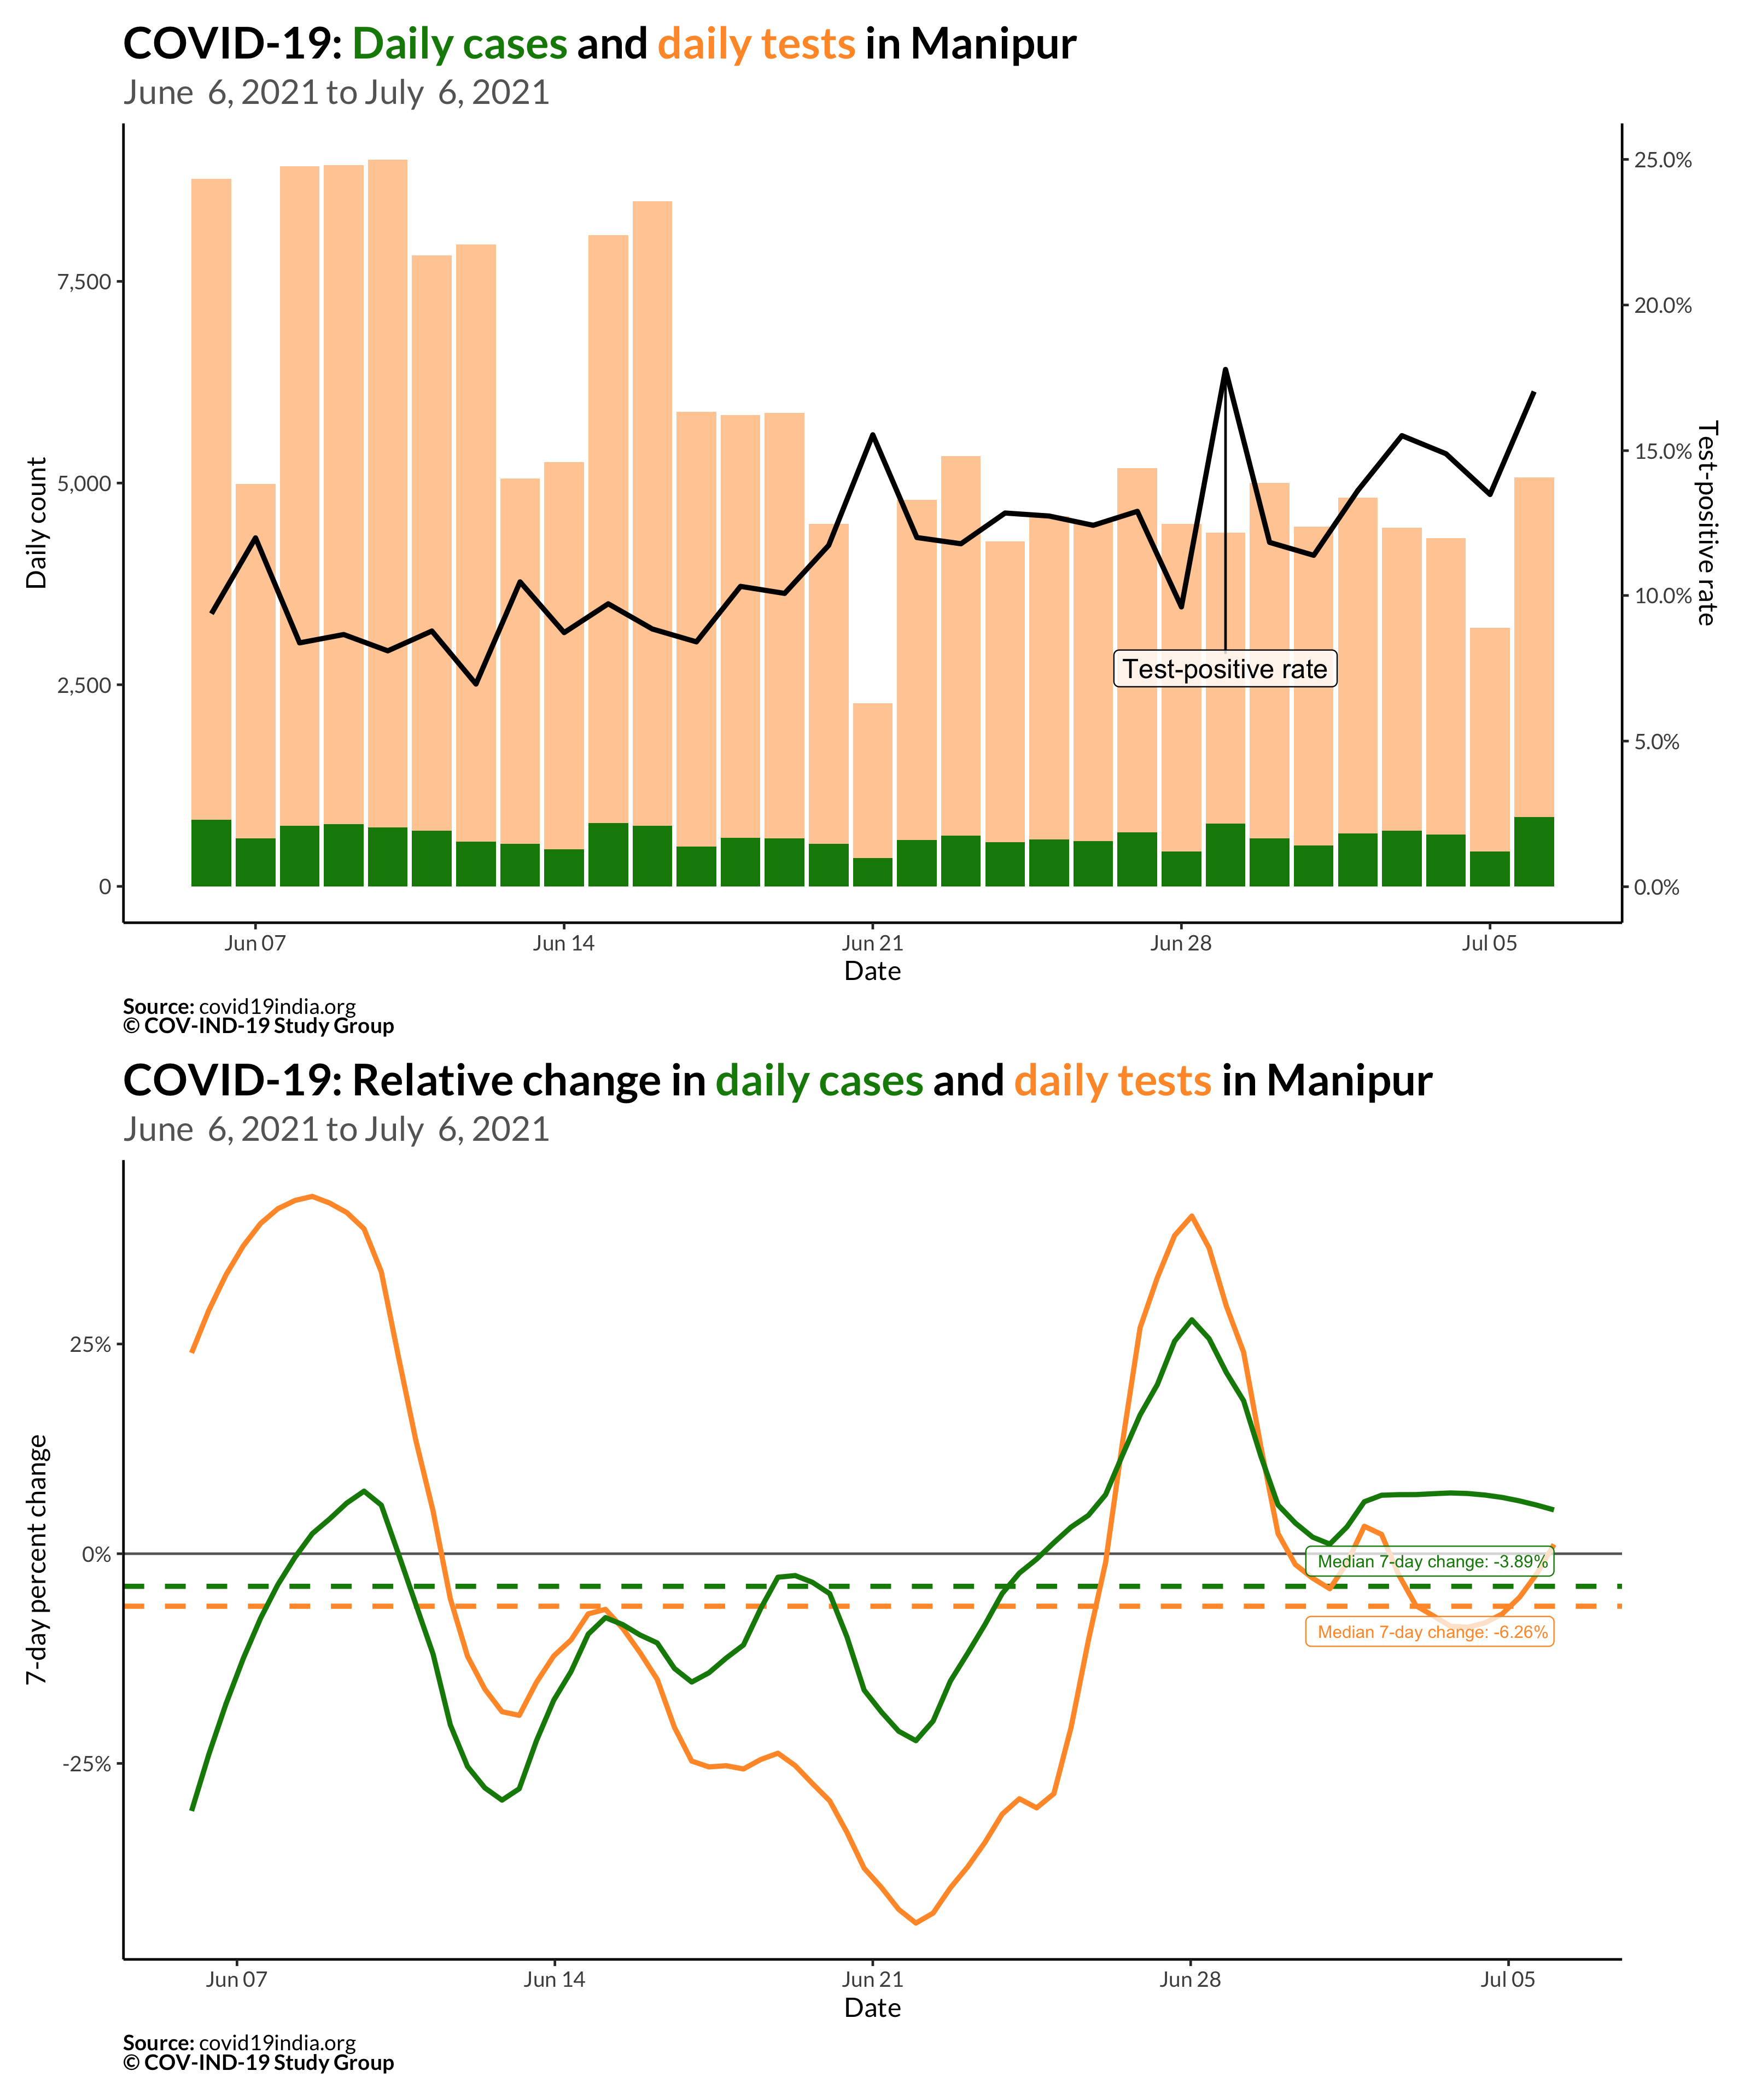 COVID-19: Daily cases and daily tests in Manipur
June 6, 2021 to July 6, 2021
Daily count
7,500
5,000
2,500
0
25.0%
20.0%
15.0%
10.0%
5.0%
0.0%
Test-positive rate
Test-positive rate
Jun 07
Jun 14
Jun 21
Jun 28
Jul 05
Date
Source: covid19india.org
© COV-IND-19 Study Group
COVID-19: Relative change in daily cases and daily tests in Manipur
June 6, 2021 to July 6, 2021
7-day percent change
25%
0%
-25%
Median 7-day change: -3.89%
Median 7-day change: -6.26%
Jun 07
Jun 14
Jun 21
Jun 28
Jul 05
Date
Source: covid19india.org
© COV-IND-19 Study Group